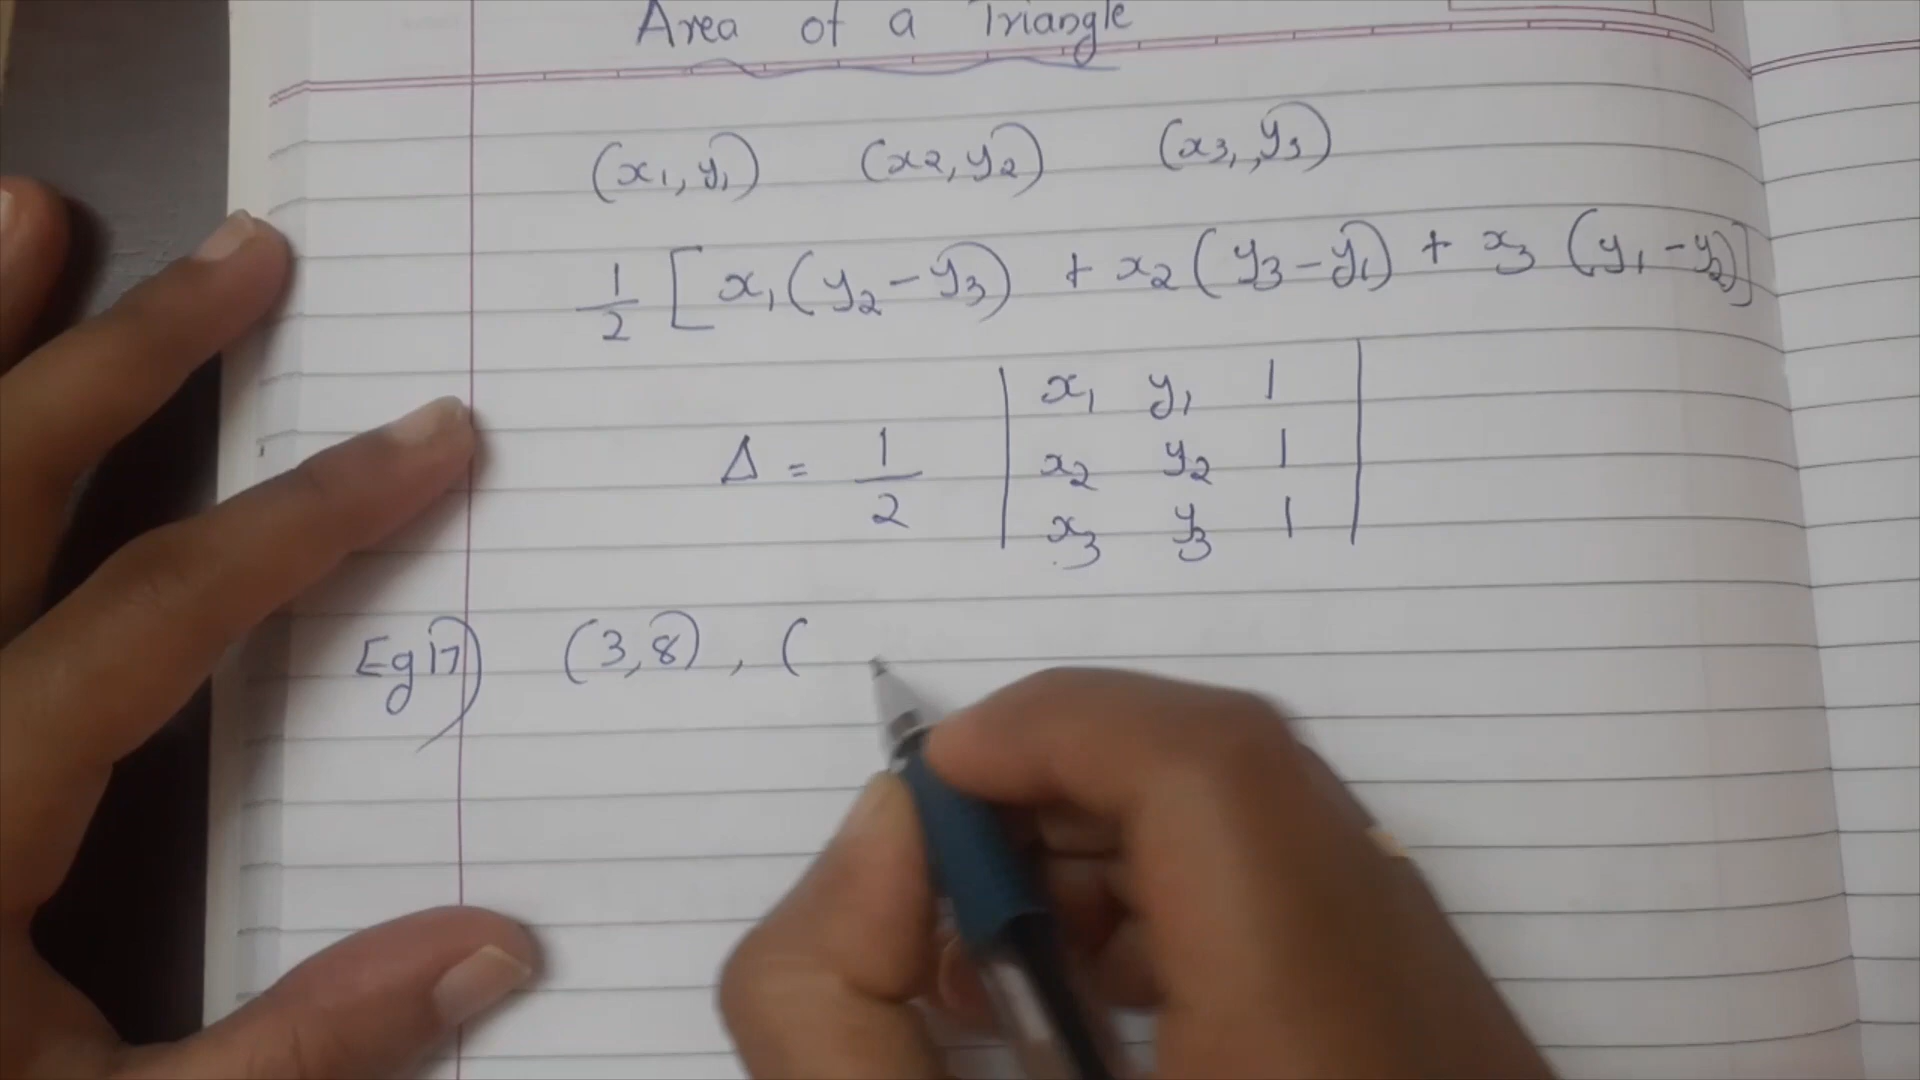 Area of a Triangle
(x₁, y₁) (x₂, y₂) (x₃, y₃)
1/2 [ x₁(y₂ − y₃) + x₂(y₃ − y₁) + x₃(y₁ − y₂)]
Δ = 1/2 | x₁ y₁ 1 |
| x₂ y₂ 1 |
| x₃ y₃ 1 |
Eg 17) (3,8) , (